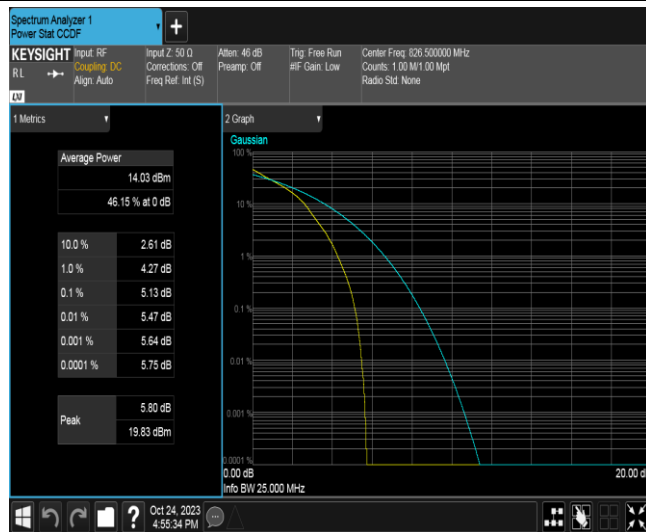 Spectrum Analyzer 1
Power Stat CCDF
+
KEYSIGHT
RL
LXI
Input: RF
Coupling: DC
Align: Auto
Input Z: 50 Ω
Corrections: Off
Freq Ref: Int (S)
Atten: 46 dB
Preamp: Off
Trig: Free Run
#IF Gain: Low
Center Freq: 826.500000 MHz
Counts: 1.00 M/1.00 Mpt
Radio Std: None
1 Metrics
Average Power
14.03 dBm
46.15 % at 0 dB
10.0 % 2.61 dB
1.0 % 4.27 dB
0.1 % 5.13 dB
0.01 % 5.47 dB
0.001 % 5.64 dB
0.0001 % 5.75 dB
Peak
5.80 dB
19.83 dBm
2 Graph
Gaussian
100 %
10 %
1 %
0.1 %
0.01 %
0.001 %
0.0001 %
0.00 dB
20.00 d
Info BW 25.000 MHz
?
Oct 24, 2023
4:55:34 PM